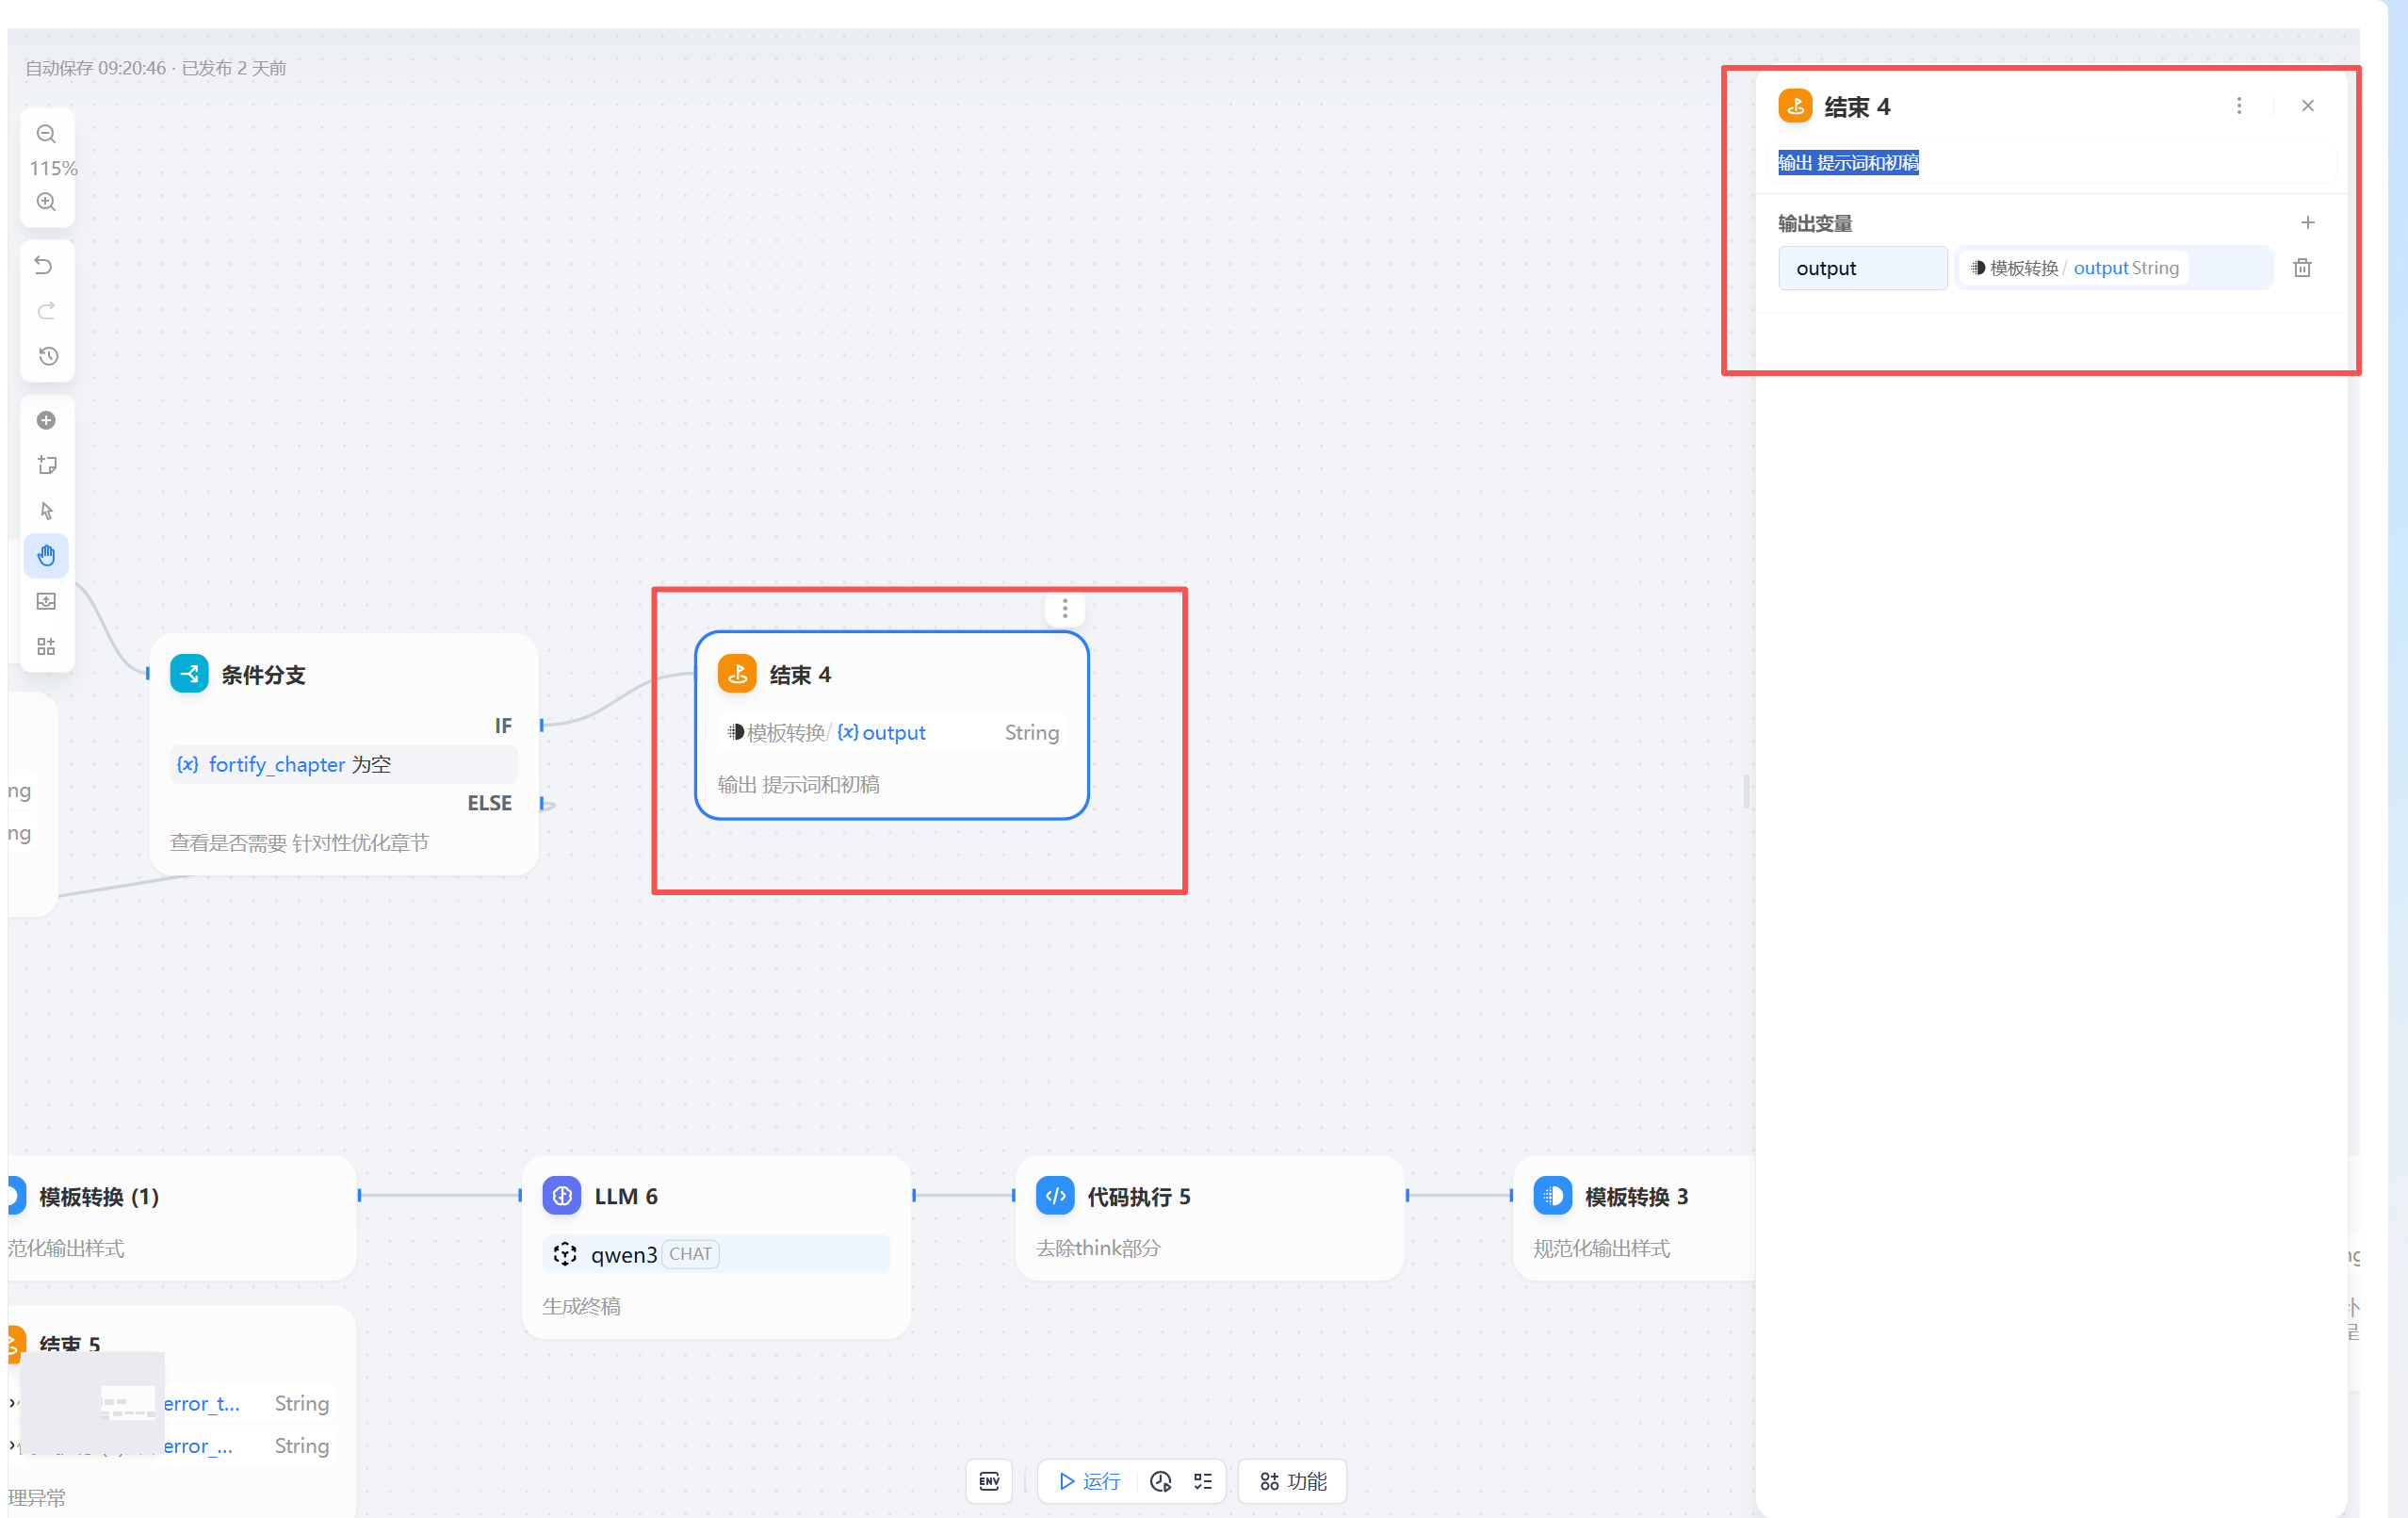 自动保存 09:20:46 · 已发布 2 天前
115%
结束 4
输出 提示词和初稿
输出变量
output
模板转换 / output String
条件分支
IF
{x} fortify_chapter 为空
ELSE
查看是否需要 针对性优化章节
结束 4
模板转换/ {x} output String
输出 提示词和初稿
ng
ng
模板转换 (1)
范化输出样式
LLM 6
qwen3 CHAT
生成终稿
代码执行 5
去除think部分
模板转换 3
规范化输出样式
结束 5
error_t... String
error_... String
理异常
ENV
运行
功能